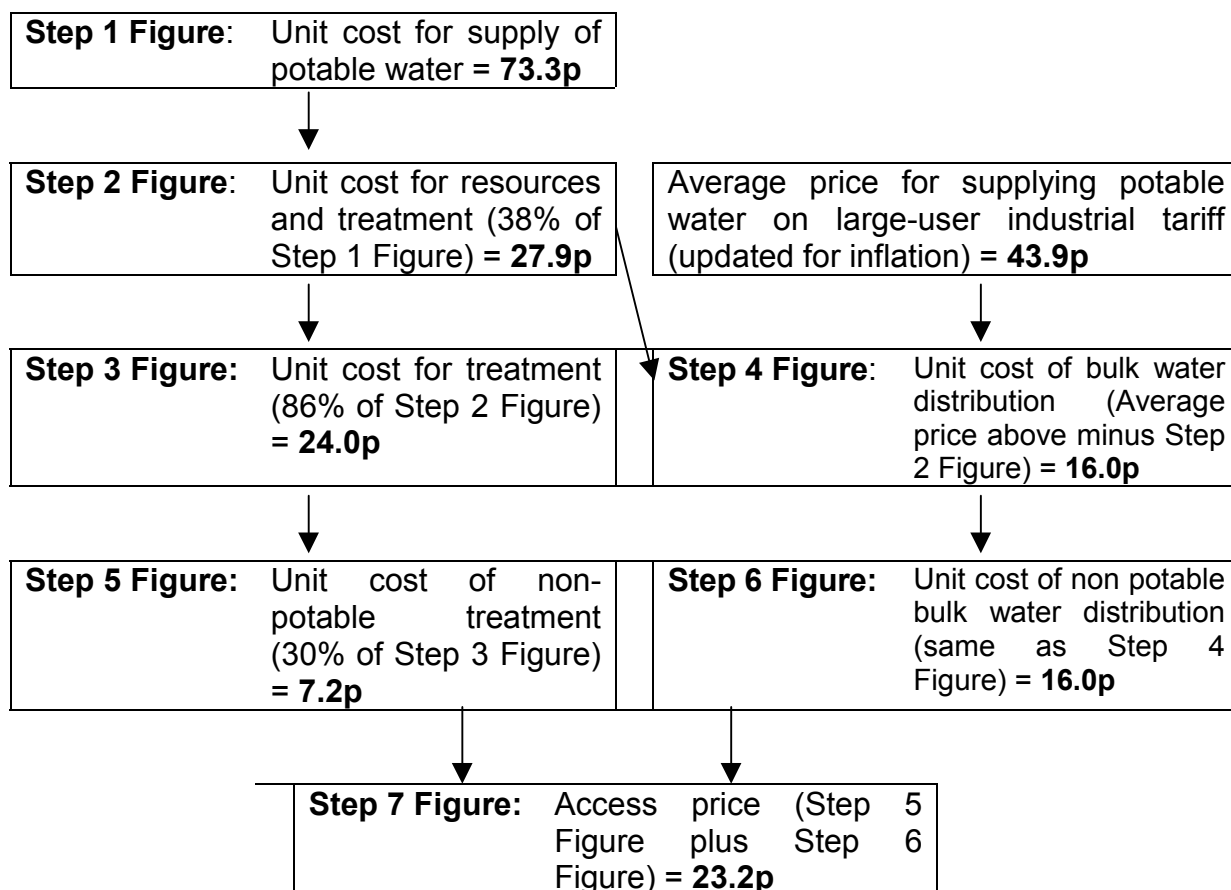 Step 1 Figure: Unit cost for supply of
potable water = 73.3p
Step 2 Figure: Unit cost for resources
and treatment (38% of
Step 1 Figure) = 27.9p
Average price for supplying potable
water on large-user industrial tariff
(updated for inflation) = 43.9p
Step 3 Figure: Unit cost for treatment
(86% of Step 2 Figure)
= 24.0p
Step 4 Figure: Unit cost of bulk water
distribution (Average
price above minus Step
2 Figure) = 16.0p
Step 5 Figure: Unit cost of non-
potable treatment
(30% of Step 3 Figure)
= 7.2p
Step 6 Figure: Unit cost of non potable
bulk water distribution
(same as Step 4
Figure) = 16.0p
Step 7 Figure: Access price (Step 5
Figure plus Step 6
Figure) = 23.2p